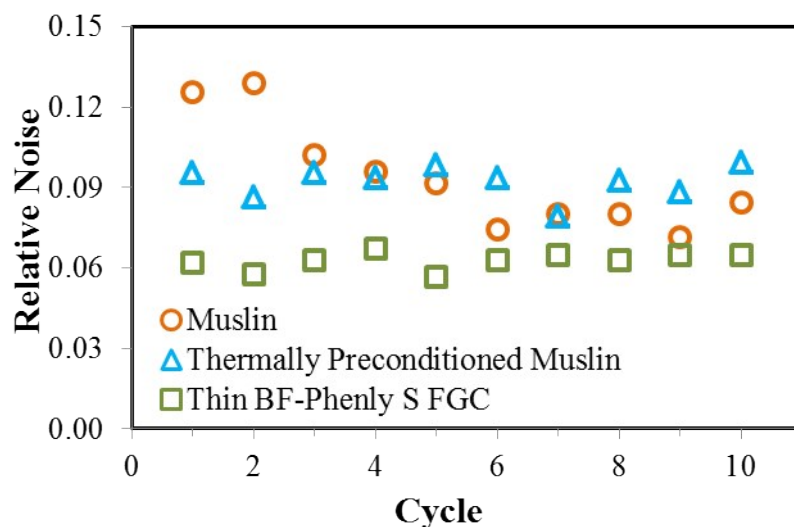 0.15
0.12
0.09
0.06
0.03
0.00
Relative Noise
Muslin
Thermally Preconditioned Muslin
Thin BF-Phenly S FGC
0 2 4 6 8 10
Cycle